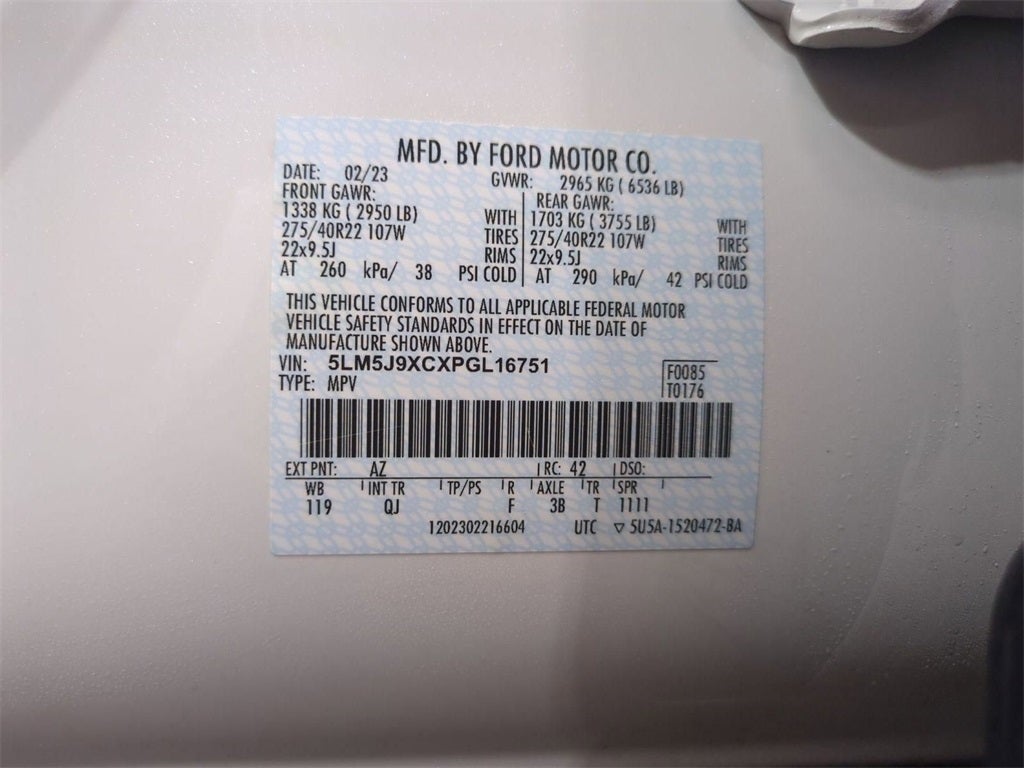 MFD. BY FORD MOTOR CO.
DATE: 02/23 GVWR: 2965 KG ( 6536 LB)
FRONT GAWR: REAR GAWR:
1338 KG ( 2950 LB) WITH 1703 KG ( 3755 LB) WITH
275/40R22 107W TIRES 275/40R22 107W TIRES
22x9.5J RIMS 22x9.5J RIMS
AT 260 kPa/ 38 PSI COLD AT 290 kPa/ 42 PSI COLD
THIS VEHICLE CONFORMS TO ALL APPLICABLE FEDERAL MOTOR
VEHICLE SAFETY STANDARDS IN EFFECT ON THE DATE OF
MANUFACTURE SHOWN ABOVE.
VIN: 5LM5J9XCXPGL16751 F0085
TYPE: MPV T0176
EXT PNT: AZ RC: 42 DSO:
WB INT TR TP/PS R AXLE TR SPR
119 QJ F 3B T 1111
1202302216604 UTC ▽ 5U5A-1520472-BA